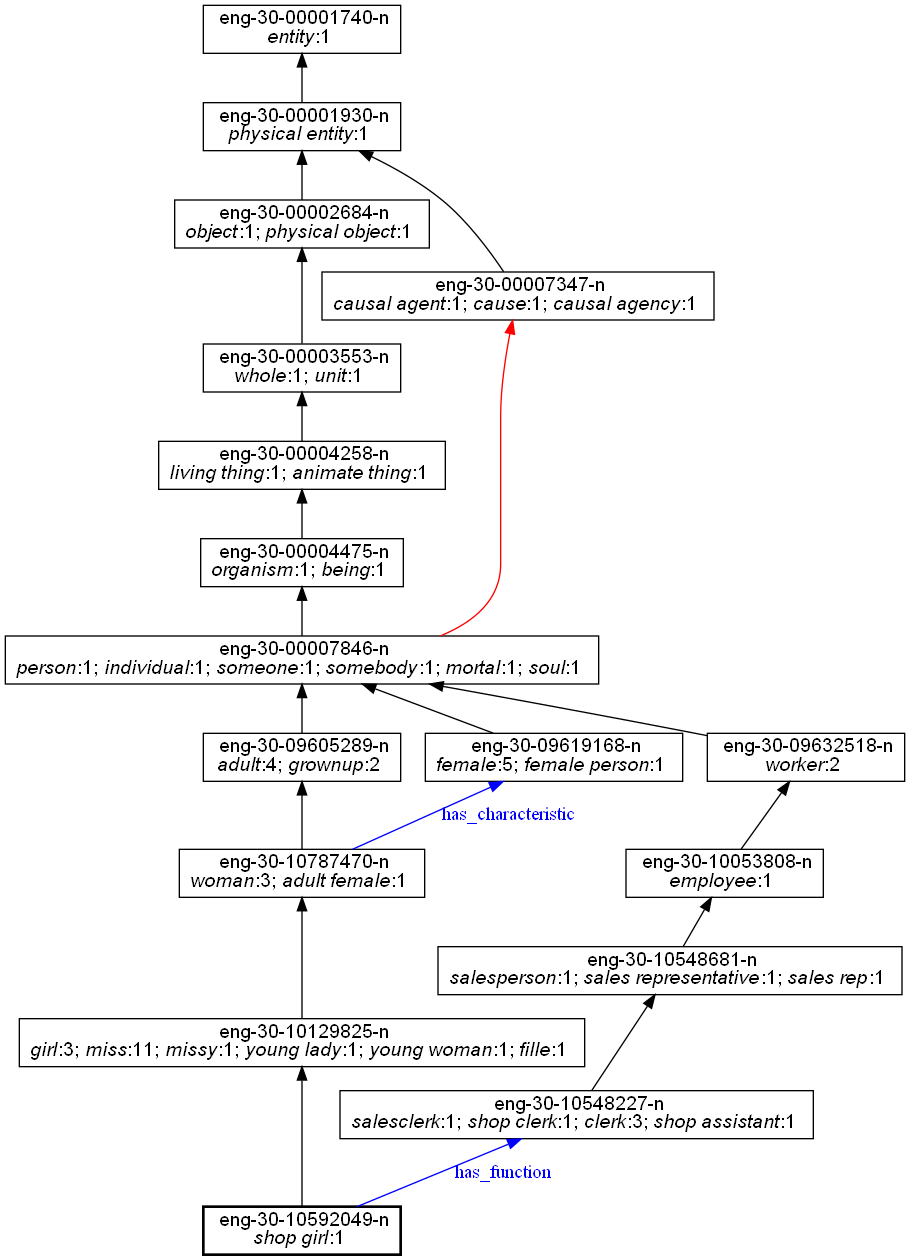 eng-30-00001740-n
entity:1
eng-30-00001930-n
physical entity:1
eng-30-00002684-n
object:1; physical object:1
eng-30-00007347-n
causal agent:1; cause:1; causal agency:1
eng-30-00003553-n
whole:1; unit:1
eng-30-00004258-n
living thing:1; animate thing:1
eng-30-00004475-n
organism:1; being:1
eng-30-00007846-n
person:1; individual:1; someone:1; somebody:1; mortal:1; soul:1
eng-30-09605289-n
adult:4; grownup:2
eng-30-09619168-n
female:5; female person:1
eng-30-09632518-n
worker:2
has_characteristic
eng-30-10787470-n
woman:3; adult female:1
eng-30-10053808-n
employee:1
eng-30-10548681-n
salesperson:1; sales representative:1; sales rep:1
eng-30-10129825-n
girl:3; miss:11; missy:1; young lady:1; young woman:1; fille:1
eng-30-10548227-n
salesclerk:1; shop clerk:1; clerk:3; shop assistant:1
has_function
eng-30-10592049-n
shop girl:1